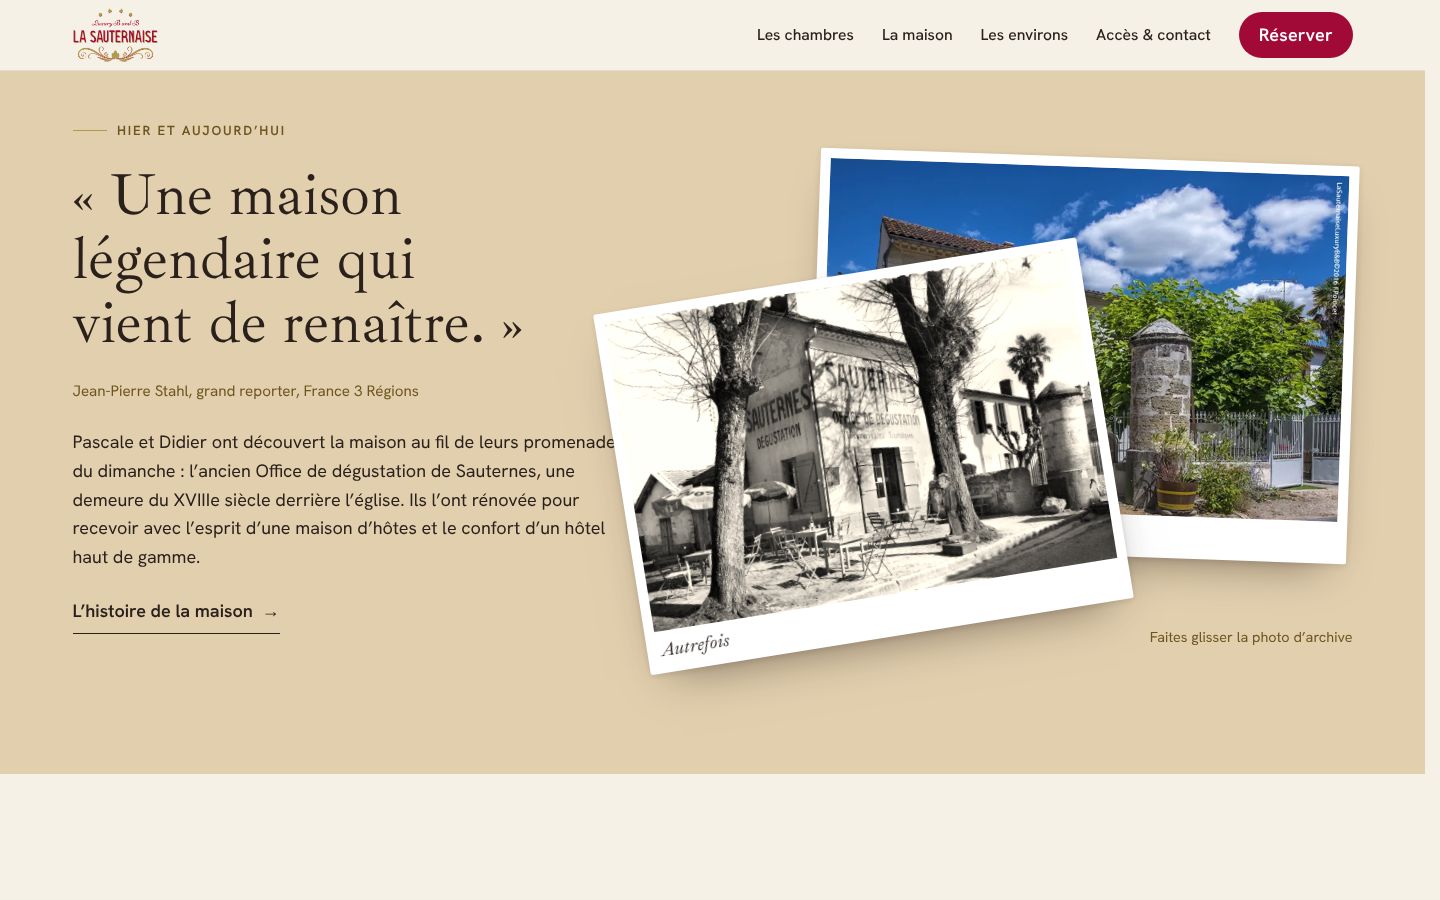 Luxury B and B
LA SAUTERNAISE
Les chambres
La maison
Les environs
Accès & contact
Réserver
HIER ET AUJOURD’HUI
« Une maison
légendaire qui
vient de renaître. »
Jean-Pierre Stahl, grand reporter, France 3 Régions
Pascale et Didier ont découvert la maison au fil de leurs promenade
du dimanche : l’ancien Office de dégustation de Sauternes, une
demeure du XVIIIe siècle derrière l’église. Ils l’ont rénovée pour
recevoir avec l’esprit d’une maison d’hôtes et le confort d’un hôtel
haut de gamme.
L’histoire de la maison →
SAUTERNES
DÉGUSTATION
SAUTERNES
OFFICE DE DÉGUSTATION
Autrefois
Faites glisser la photo d’archive